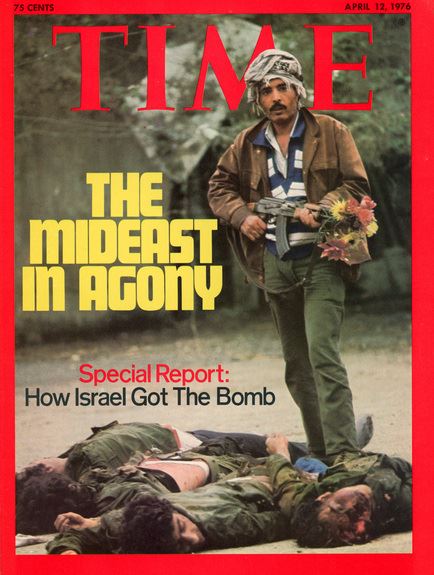 75 CENTS
APRIL 12, 1976
TIME
THE
MIDEAST
IN AGONY
Special Report:
How Israel Got The Bomb